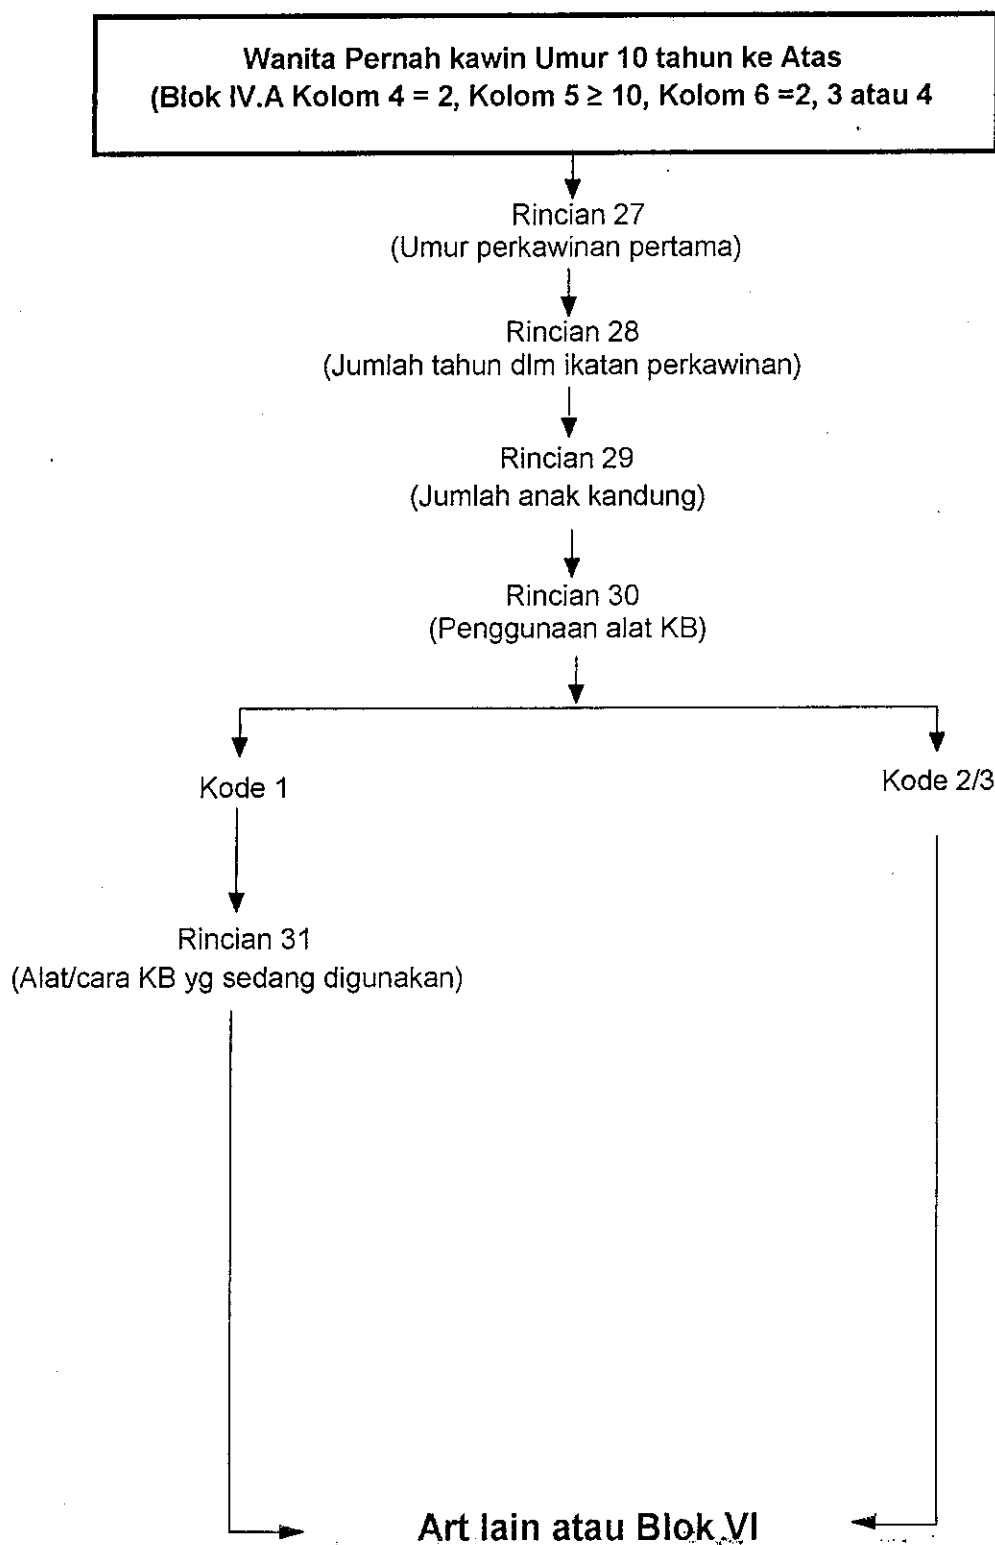 Wanita Pernah kawin Umur 10 tahun ke Atas
(Blok IV.A Kolom 4 = 2, Kolom 5 ≥ 10, Kolom 6 =2, 3 atau 4
Rincian 27
(Umur perkawinan pertama)
Rincian 28
(Jumlah tahun dlm ikatan perkawinan)
Rincian 29
(Jumlah anak kandung)
Rincian 30
(Penggunaan alat KB)
Kode 1
Kode 2/3
Rincian 31
(Alat/cara KB yg sedang digunakan)
Art lain atau Blok VI